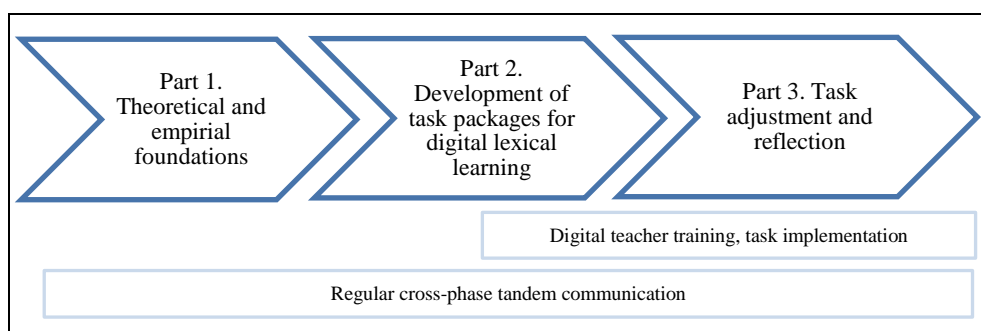 Part 1.
Theoretical and
empirial
foundations
Part 2.
Development of
task packages for
digital lexical
learning
Part 3. Task
adjustment and
reflection
Digital teacher training, task implementation
Regular cross-phase tandem communication